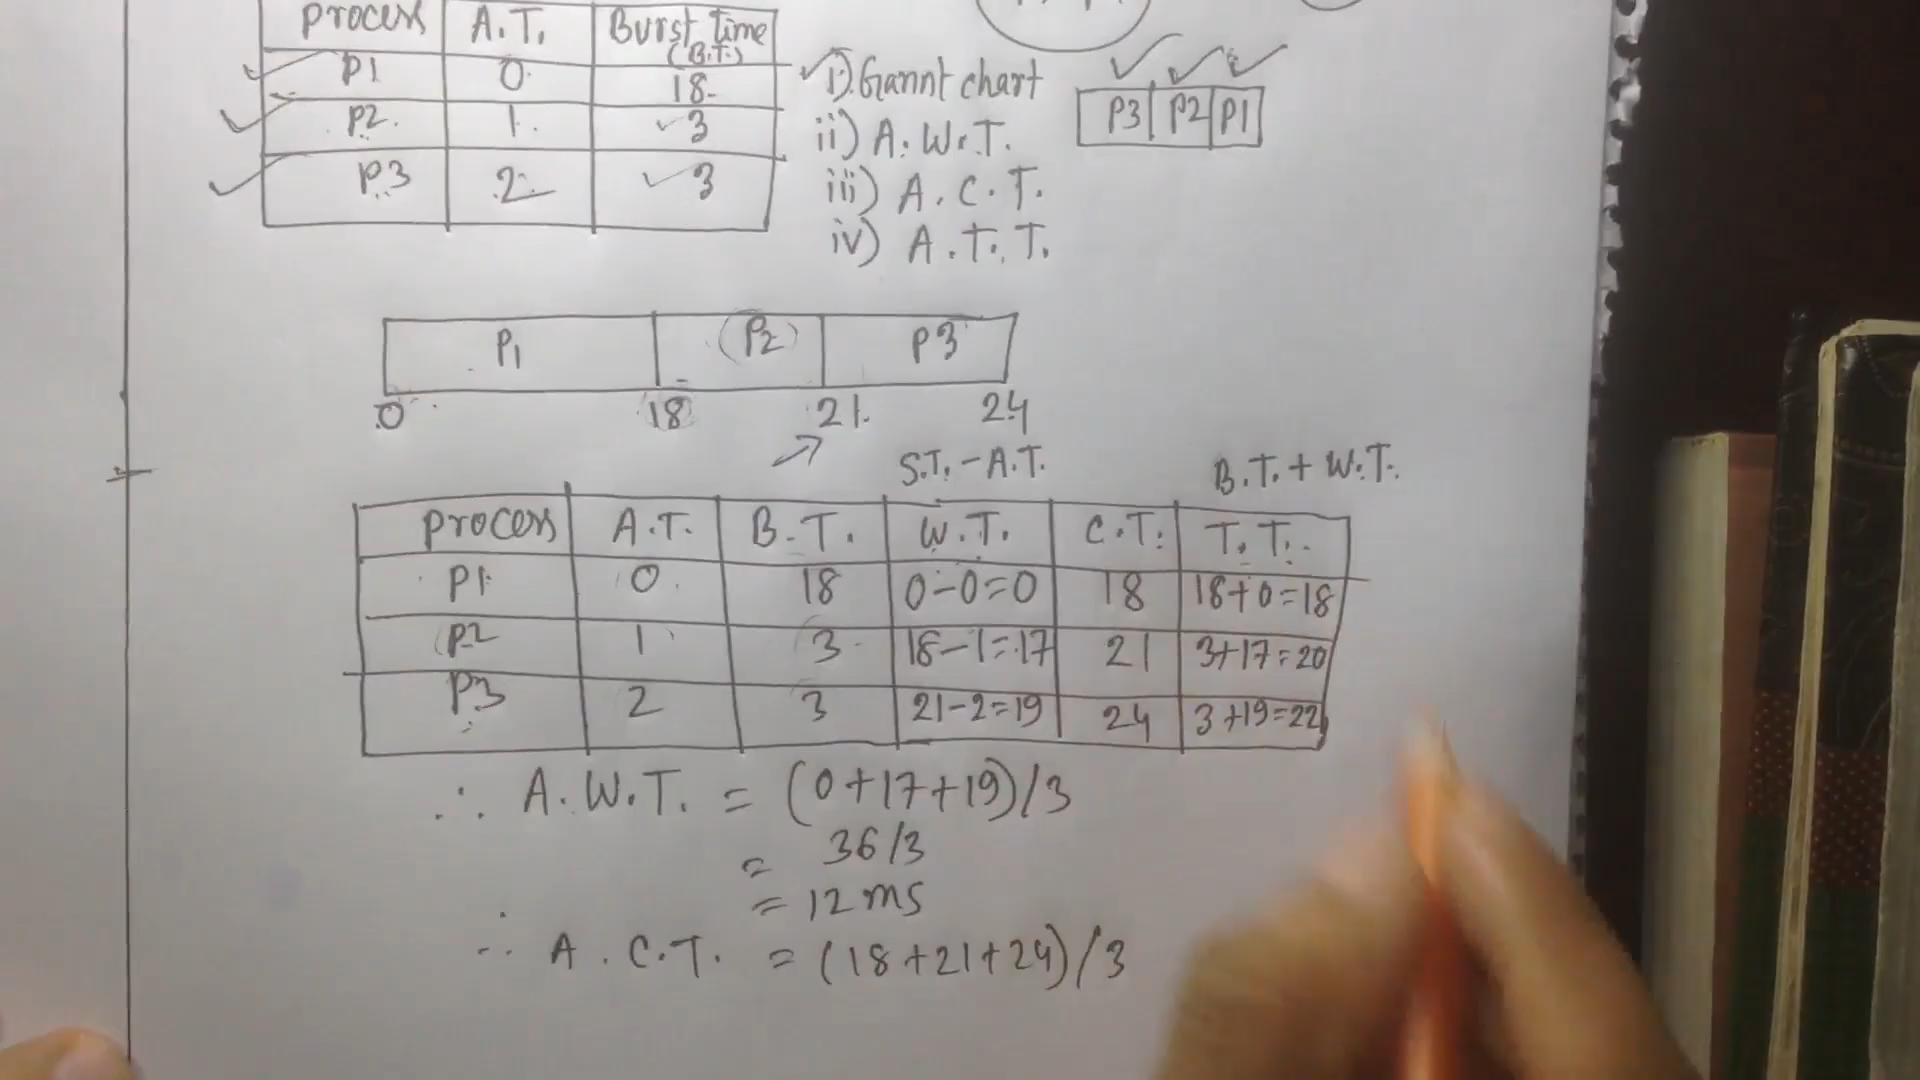 Process A.T. Burst time
(B.T.)
P1 0 18
P2 1 3
P3 2 3
i) Gannt chart
ii) A.W.T.
iii) A.C.T.
iv) A.T.T.
P3 P2 P1
P1 P2 P3
0 18 21 24
S.T. - A.T. B.T. + W.T.
Process A.T. B.T. W.T. C.T. T.T.
P1 0 18 0-0=0 18 18+0=18
P2 1 3 18-1=17 21 3+17=20
P3 2 3 21-2=19 24 3+19=22
∴ A.W.T. = (0+17+19)/3
= 36/3
= 12ms
∴ A.C.T. = (18+21+24)/3